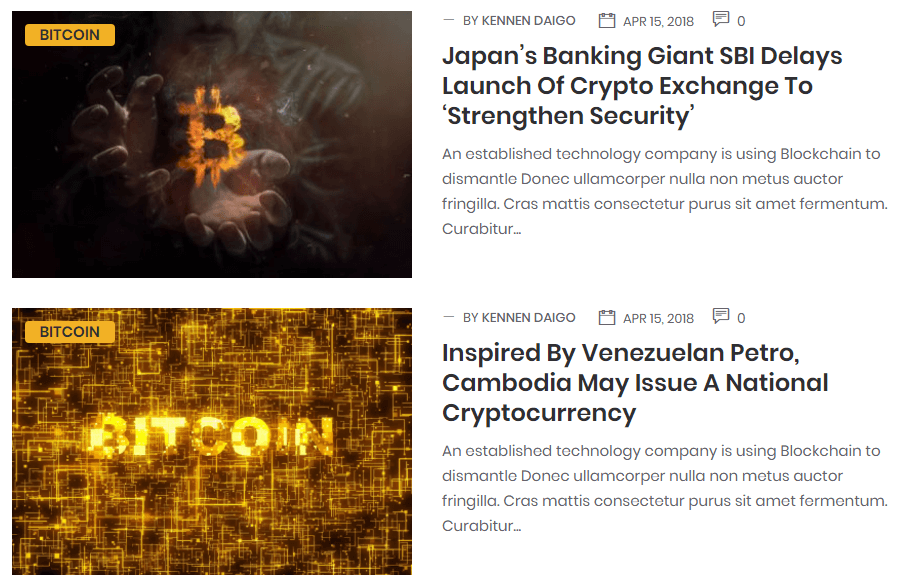 BITCOIN
BY KENNEN DAIGO APR 15, 2018 0
Japan’s Banking Giant SBI Delays
Launch Of Crypto Exchange To
‘Strengthen Security’
An established technology company is using Blockchain to
dismantle Donec ullamcorper nulla non metus auctor
fringilla. Cras mattis consectetur purus sit amet fermentum.
Curabitur...
BITCOIN
BITCOIN
BY KENNEN DAIGO APR 15, 2018 0
Inspired By Venezuelan Petro,
Cambodia May Issue A National
Cryptocurrency
An established technology company is using Blockchain to
dismantle Donec ullamcorper nulla non metus auctor
fringilla. Cras mattis consectetur purus sit amet fermentum.
Curabitur...